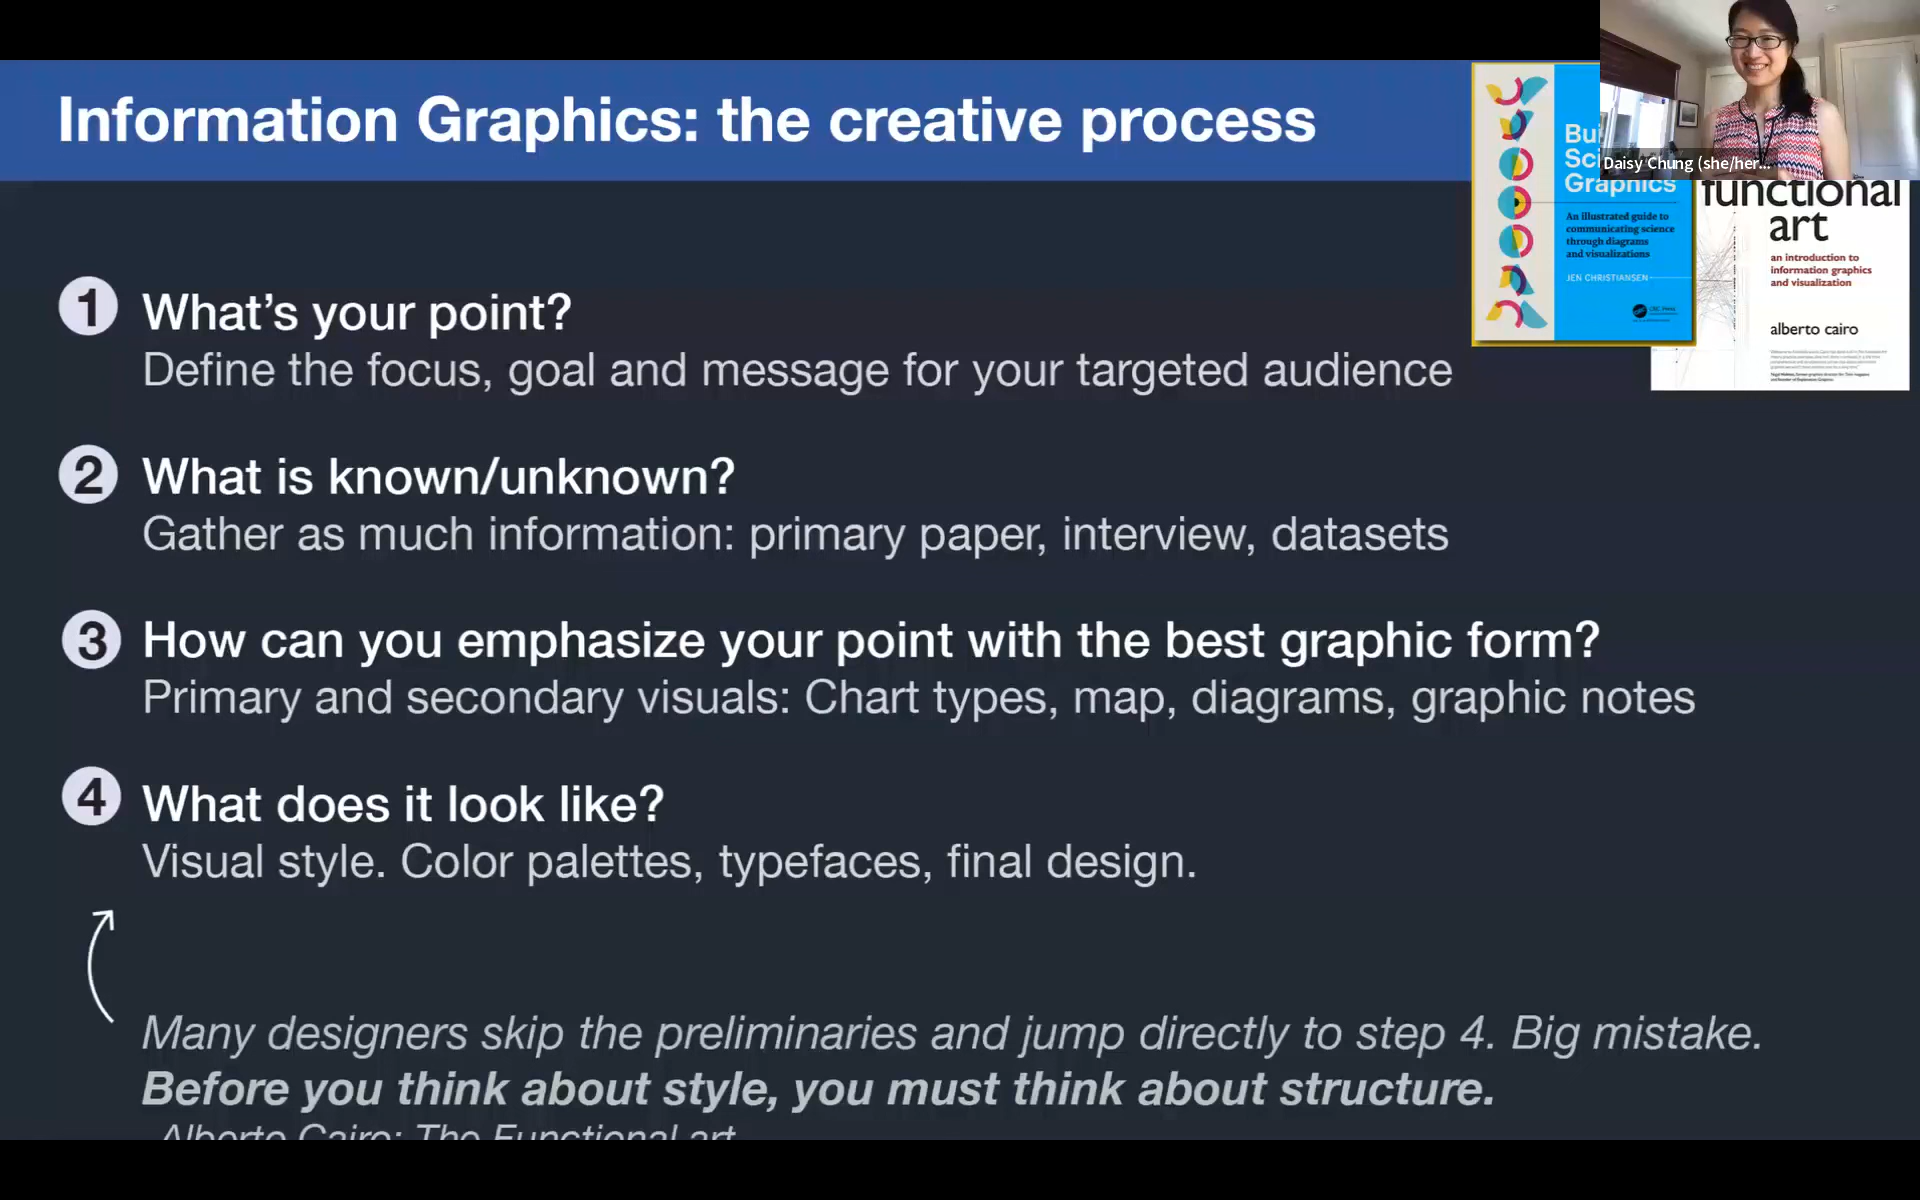 Information Graphics: the creative process
Daisy Chung (she/her...
Sci
Graphics
An illustrated guide to
communicating science
through diagrams
and visualizations
JEN CHRISTIANSEN
functional
art
an introduction to
information graphics
and visualization
alberto cairo
1 What's your point?
Define the focus, goal and message for your targeted audience
2 What is known/unknown?
Gather as much information: primary paper, interview, datasets
3 How can you emphasize your point with the best graphic form?
Primary and secondary visuals: Chart types, map, diagrams, graphic notes
4 What does it look like?
Visual style. Color palettes, typefaces, final design.
Many designers skip the preliminaries and jump directly to step 4. Big mistake.
Before you think about style, you must think about structure.
Alberto Cairo: The Functional art